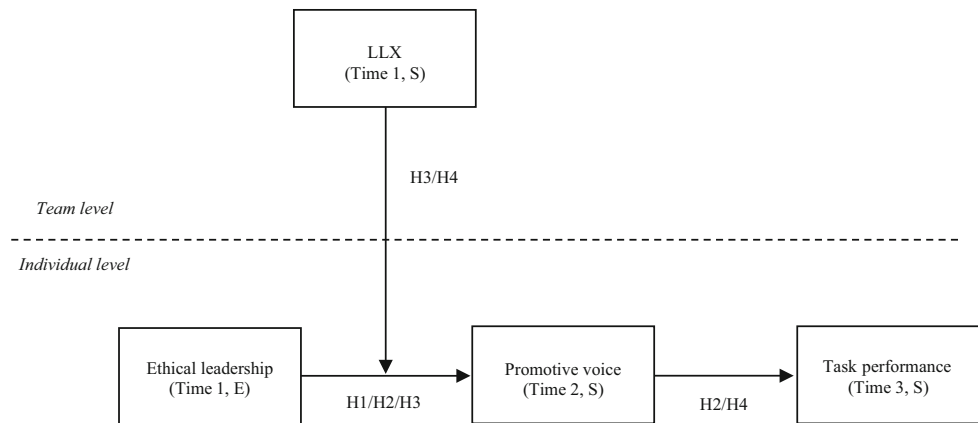 LLX
(Time 1, S)
H3/H4
Team level
Individual level
Ethical leadership
(Time 1, E)
H1/H2/H3
Promotive voice
(Time 2, S)
H2/H4
Task performance
(Time 3, S)